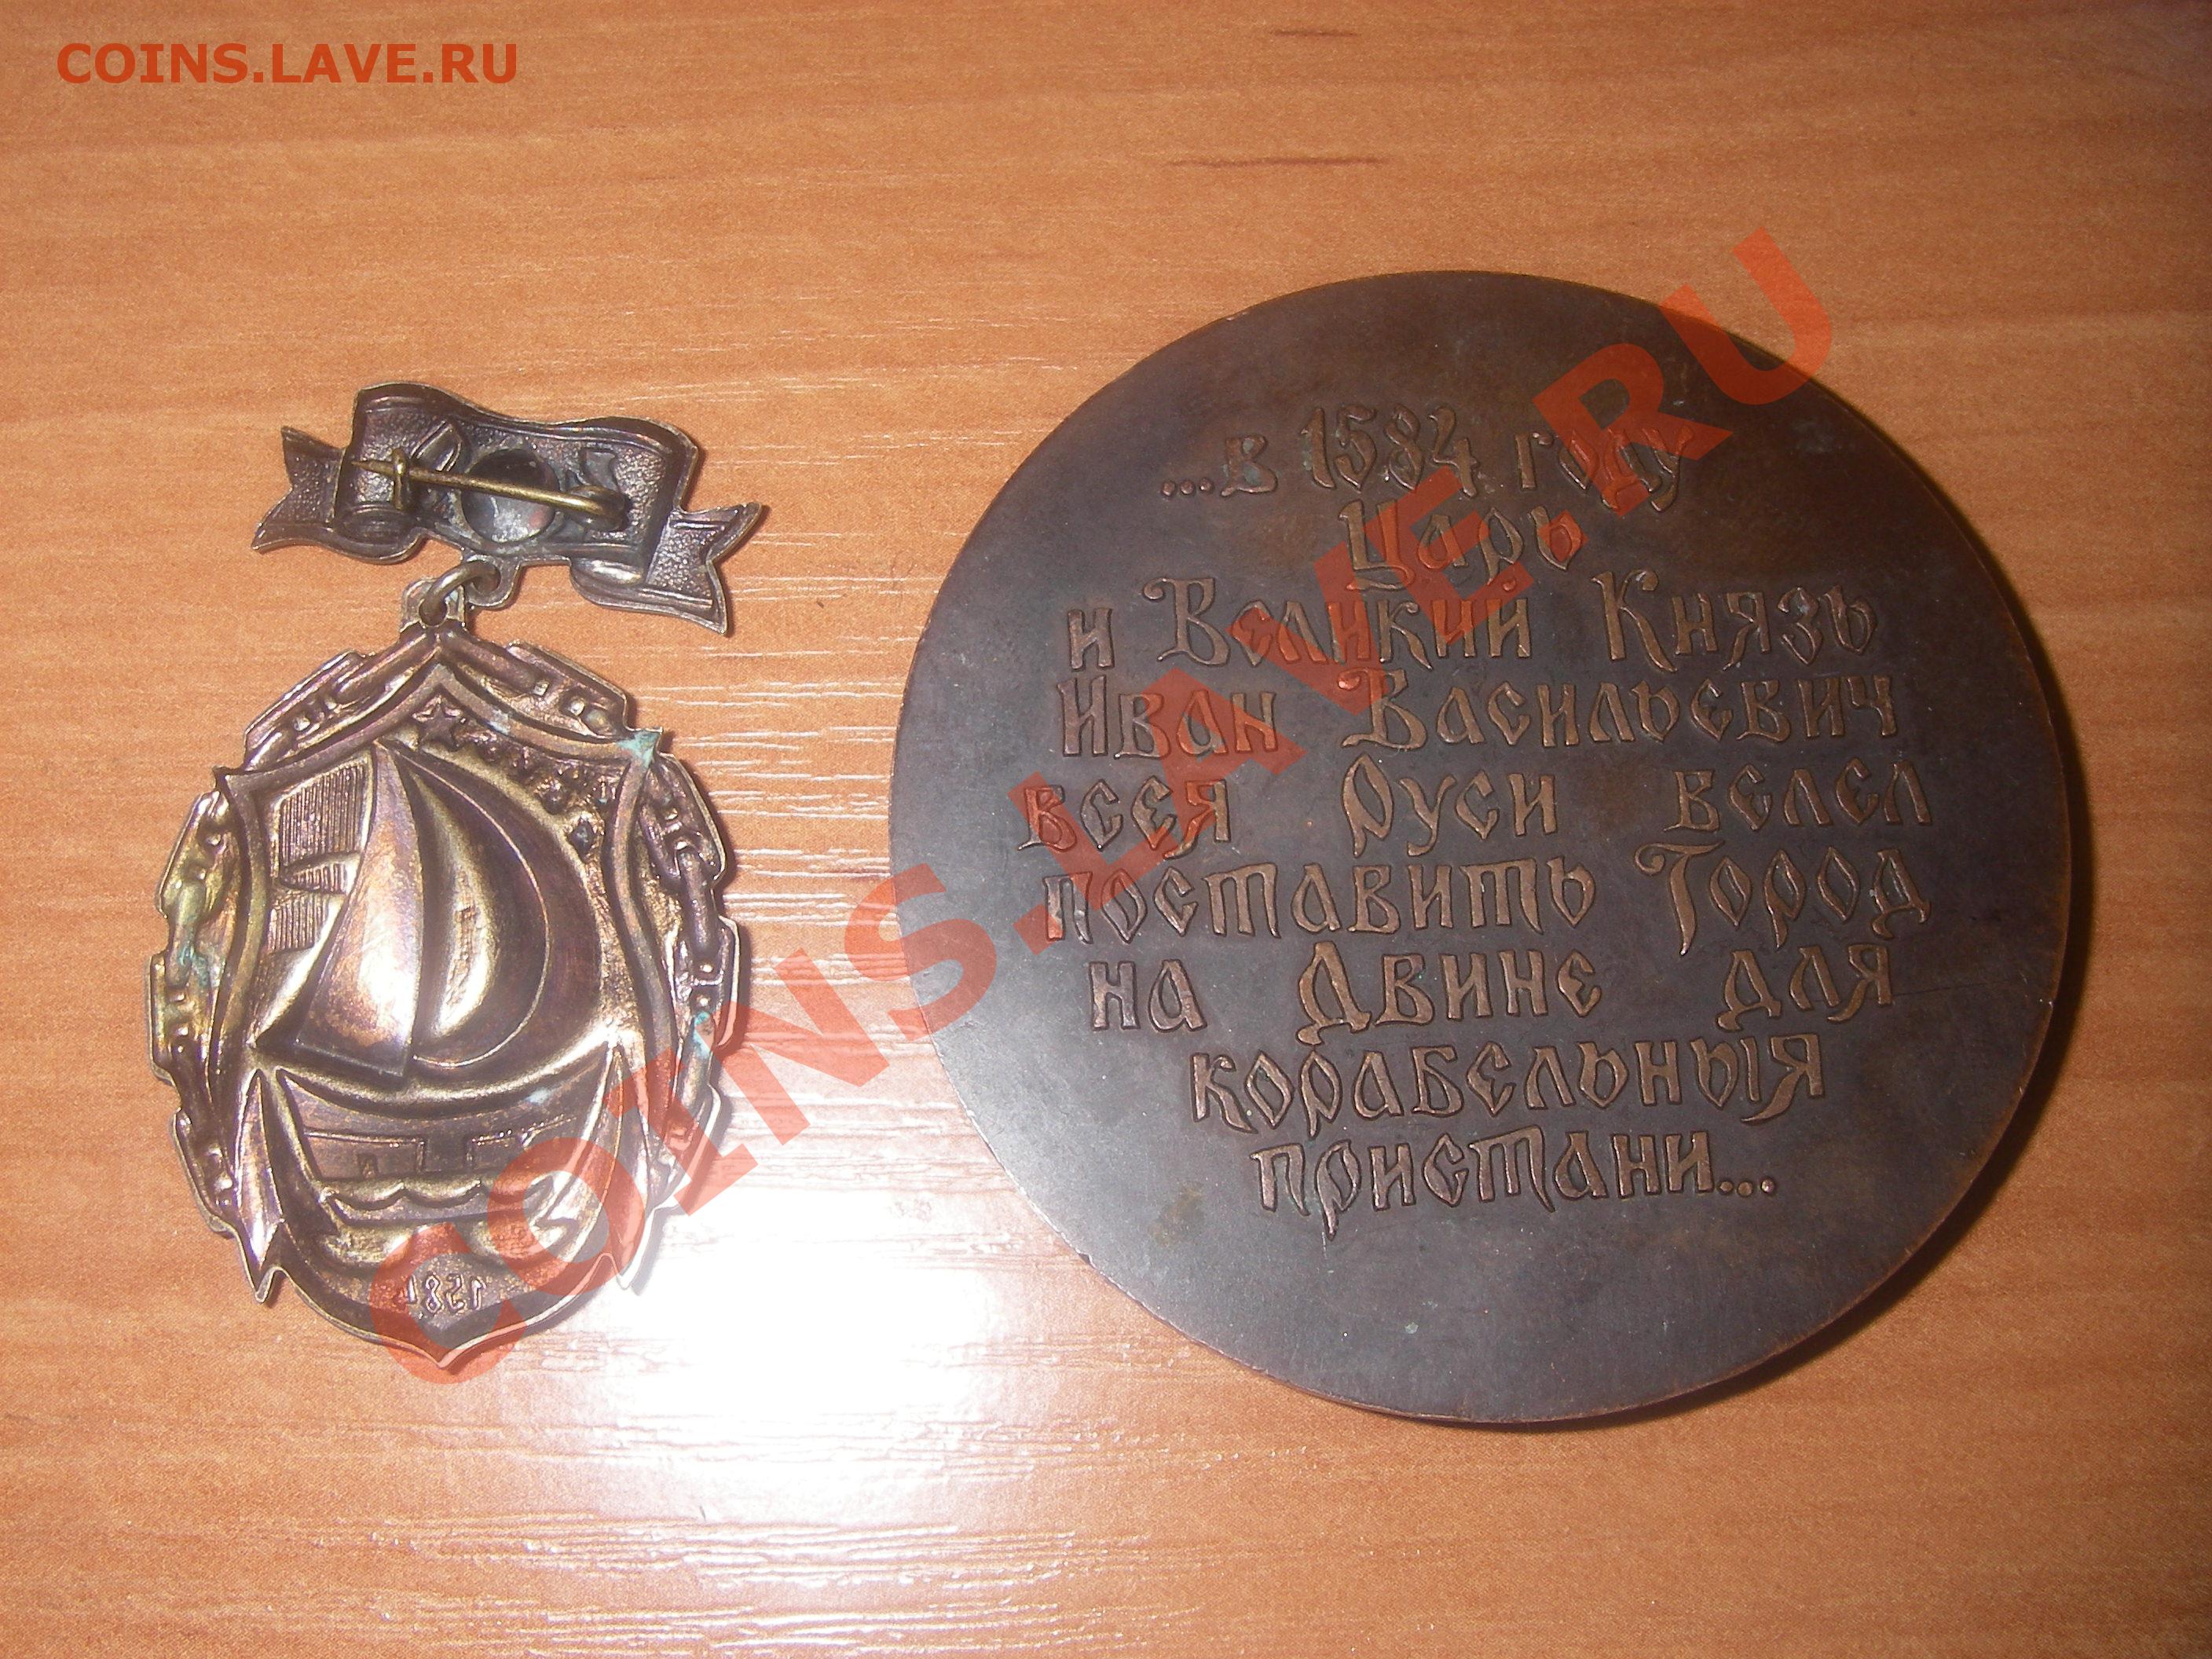 COINS.LAVE.RU
...в 1584 году
Царь
и Великий Князь
Иван Васильевич
всея Руси велел
поставить Город
на Двине для
корабельныя
пристани...
1584
COINS.LAVE.RU